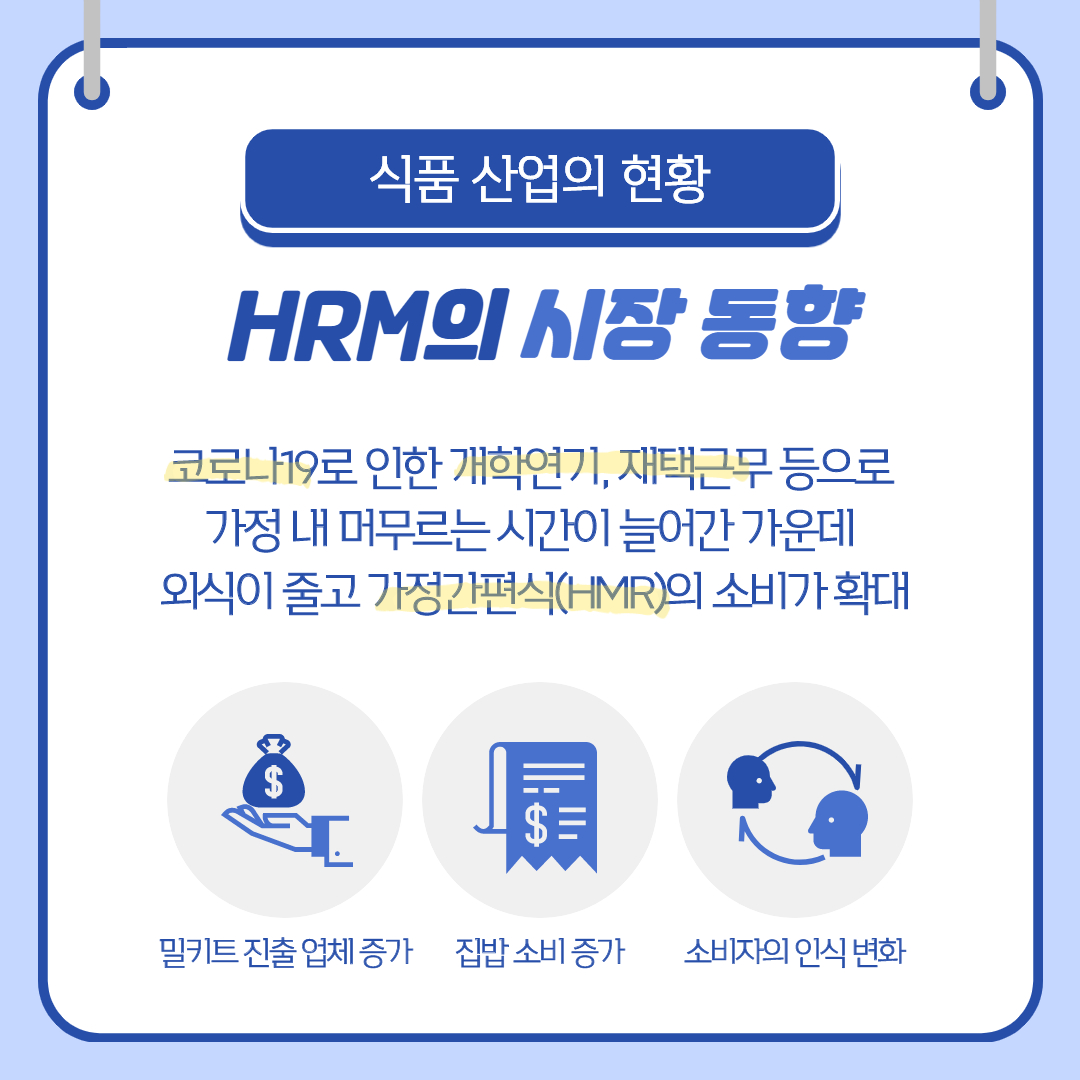 식품 산업의 현황
HRM의 시장 동향
코로나19로 인한 개학연기, 재택근무 등으로
가정 내 머무르는 시간이 늘어간 가운데
외식이 줄고 가정간편식(HMR)의 소비가 확대
$
$
밀키트 진출 업체 증가
집밥 소비 증가
소비자의 인식 변화